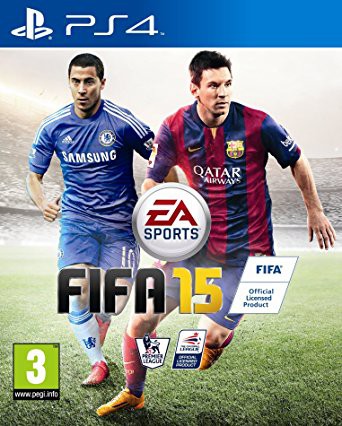 PS4
SAMSUNG
QATAR
AIRWAYS
EA
SPORTS
FIFA 15
FIFA
Official
Licensed
Product
3
www.pegi.info
PREMIER
LEAGUE
OFFICIAL
LICENSED
PRODUCT